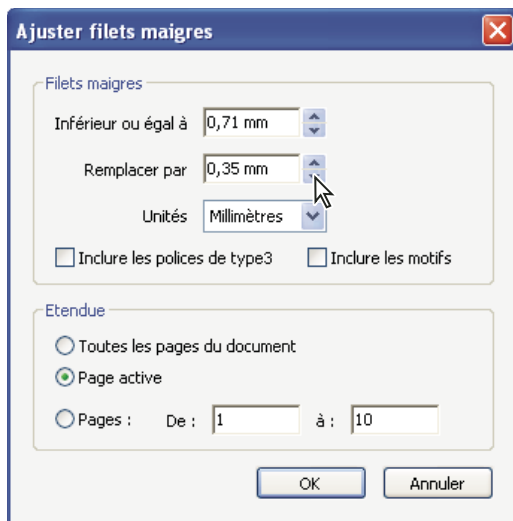 Ajuster filets maigres
Filets maigres
Inférieur ou égal à 0,71 mm
Remplacer par 0,35 mm
Unités Millimètres
Inclure les polices de type3 Inclure les motifs
Etendue
Toutes les pages du document
Page active
Pages : De : 1 à : 10
OK Annuler